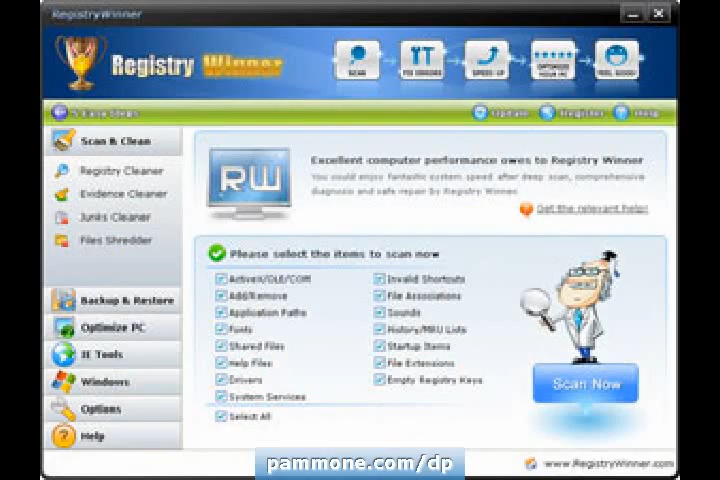 RegistryWinner
Registry Winner
SCAN
FIX ERRORS
SPEED UP
OPTIMIZE YOUR PC
FEEL GOOD!
5 Easy Steps
Update
Register
Help
Scan & Clean
Registry Cleaner
Evidence Cleaner
Junks Cleaner
Files Shredder
Backup & Restore
Optimize PC
IE Tools
Windows
Options
Help
RW
Excellent computer performance owes to Registry Winner
You could enjoy fantastic system speed after deep scan, comprehensive
diagnosis and safe repair by Registry Winner.
Get the relevant help!
Please select the items to scan now
ActiveX/OLE/COM
Add/Remove
Application Paths
Fonts
Shared Files
Help Files
Drivers
System Services
Select All
Invalid Shortcuts
File Associations
Sounds
History/MRU Lists
Startup Items
File Extensions
Empty Registry Keys
Scan Now
www.RegistryWinner.com
pammone.com/dp